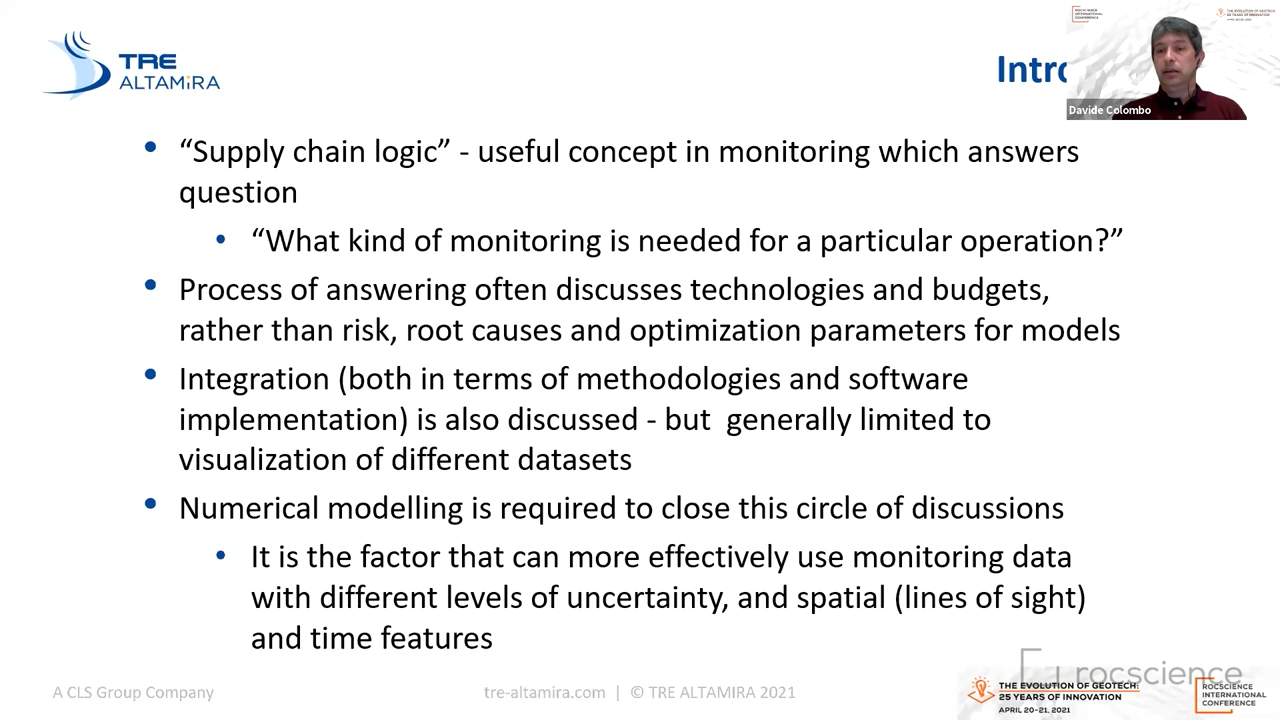 TRE
ALTAMIRA
Intro
Davide Colombo
• “Supply chain logic” - useful concept in monitoring which answers
question
• “What kind of monitoring is needed for a particular operation?”
• Process of answering often discusses technologies and budgets,
rather than risk, root causes and optimization parameters for models
• Integration (both in terms of methodologies and software
implementation) is also discussed - but generally limited to
visualization of different datasets
• Numerical modelling is required to close this circle of discussions
• It is the factor that can more effectively use monitoring data
with different levels of uncertainty, and spatial (lines of sight)
and time features
A CLS Group Company
tre-altamira.com | © TRE ALTAMIRA 2021
rocscience
THE EVOLUTION OF GEOTECH:
25 YEARS OF INNOVATION
APRIL 20-21, 2021
ROCSCIENCE
INTERNATIONAL
CONFERENCE